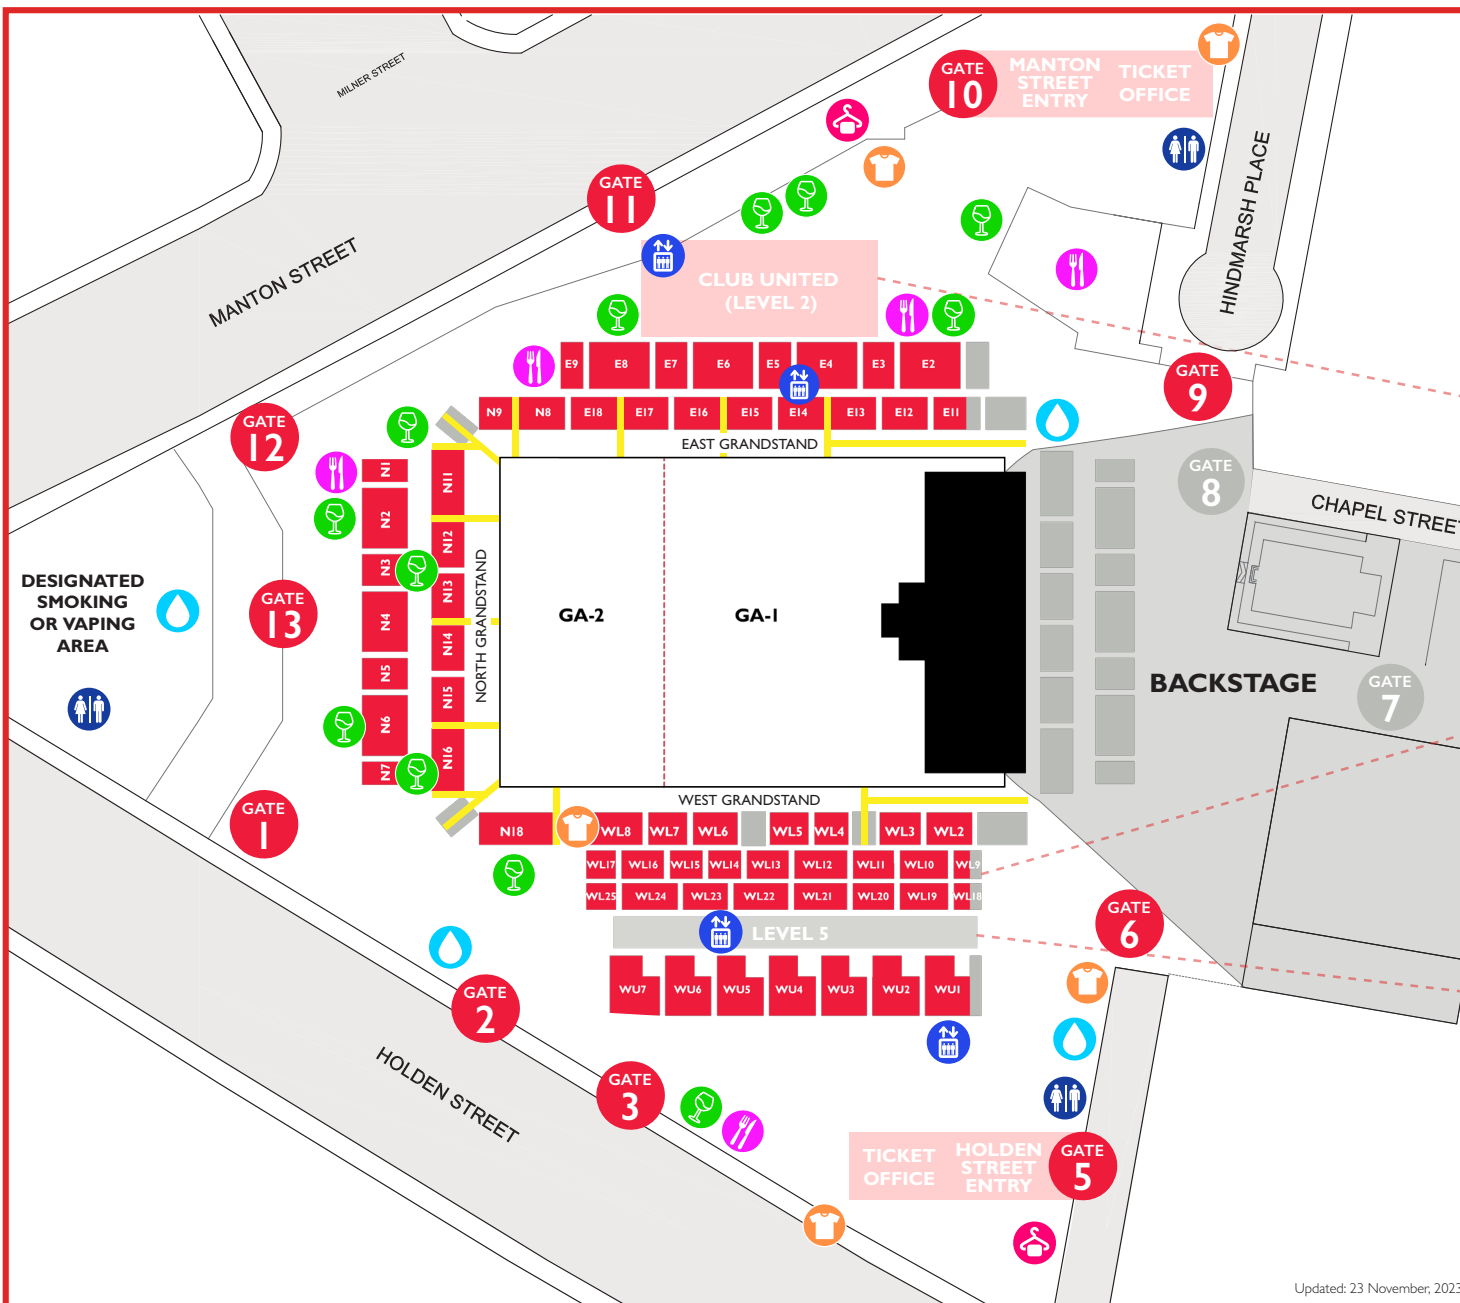 MILNER STREET
MANTON STREET
GATE
10
MANTON
STREET
ENTRY
TICKET
OFFICE
HINDMARSH PLACE
GATE
11
CLUB UNITED
(LEVEL 2)
E9
E8
E7
E6
E5
E4
E3
E2
GATE
9
N9
N8
E18
E17
E16
E15
E14
E13
E12
E11
EAST GRANDSTAND
GATE
12
GATE
8
CHAPEL STREET
N1
N2
N3
N4
N5
N6
N7
N11
N12
N13
N14
N15
N16
NORTH GRANDSTAND
DESIGNATED
SMOKING
OR VAPING
AREA
GATE
13
GA-2
GA-1
BACKSTAGE
GATE
7
GATE
1
WEST GRANDSTAND
N18
WL8
WL7
WL6
WL5
WL4
WL3
WL2
WL17
WL16
WL15
WL14
WL13
WL12
WL11
WL10
WL9
WL25
WL24
WL23
WL22
WL21
WL20
WL19
WL18
LEVEL 5
GATE
6
WU7
WU6
WU5
WU4
WU3
WU2
WU1
GATE
2
HOLDEN STREET
GATE
3
TICKET
OFFICE
HOLDEN
STREET
ENTRY
GATE
5
Updated: 23 November, 2023